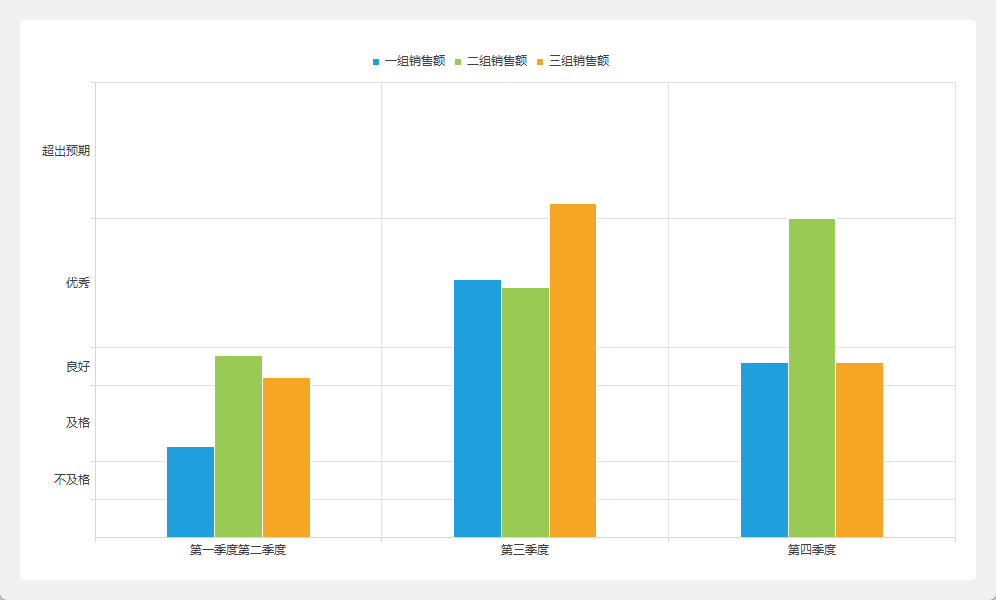 一组销售额 二组销售额 三组销售额
超出预期
优秀
良好
及格
不及格
第一季度第二季度 第三季度 第四季度